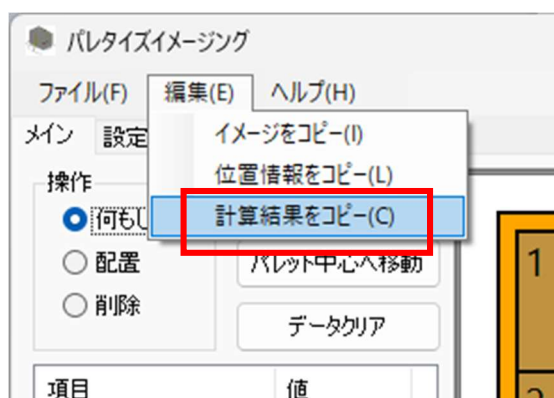 パレタイズイメージング
ファイル(F) 編集(E) ヘルプ(H)
メイン 設定
イメージをコピー(I)
位置情報をコピー(L)
計算結果をコピー(C)
操作
何もし
配置
削除
パレット中心へ移動
データクリア
項目 値
1
2